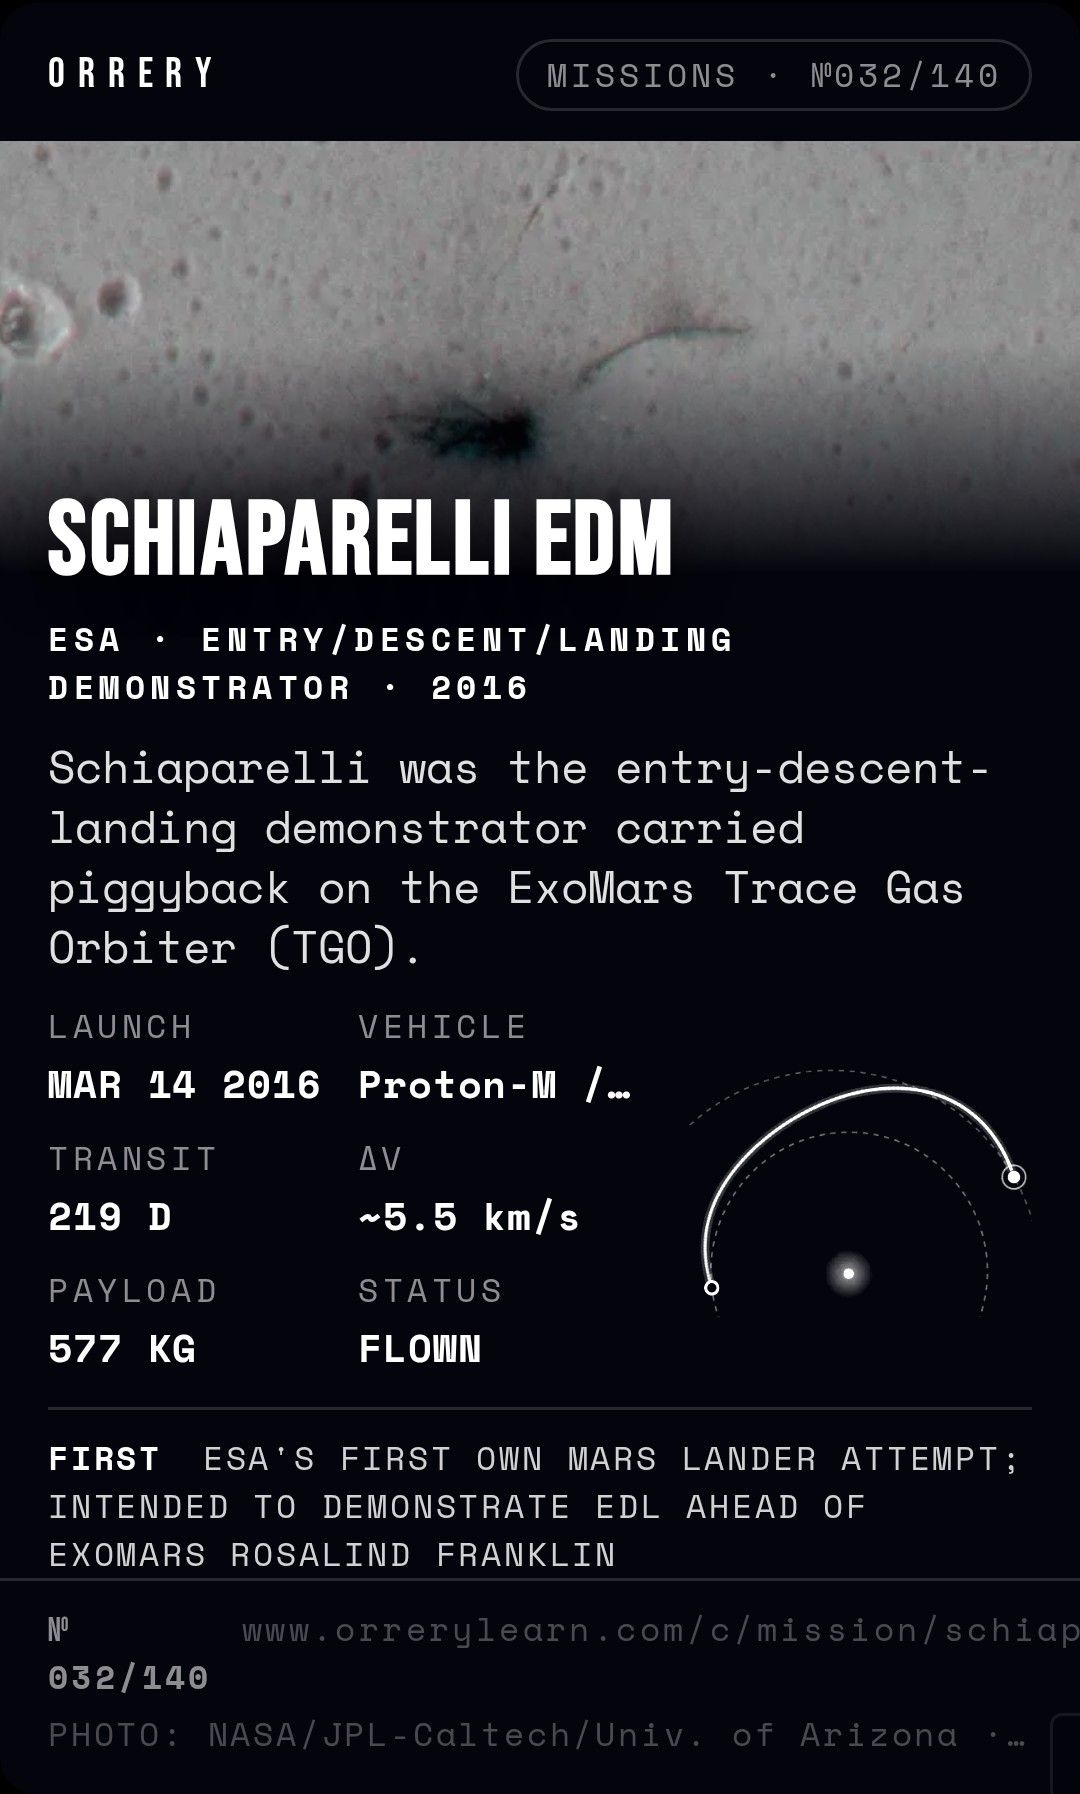 ORRERY
MISSIONS · №032/140
SCHIAPARELLI EDM
ESA · ENTRY/DESCENT/LANDING
DEMONSTRATOR · 2016
Schiaparelli was the entry-descent-
landing demonstrator carried
piggyback on the ExoMars Trace Gas
Orbiter (TGO).
LAUNCH VEHICLE
MAR 14 2016 Proton-M /…
TRANSIT ΔV
219 D ~5.5 km/s
PAYLOAD STATUS
577 KG FLOWN
FIRST ESA'S FIRST OWN MARS LANDER ATTEMPT;
INTENDED TO DEMONSTRATE EDL AHEAD OF
EXOMARS ROSALIND FRANKLIN
№ www.orrerylearn.com/c/mission/schiap
032/140
PHOTO: NASA/JPL-Caltech/Univ. of Arizona ·…